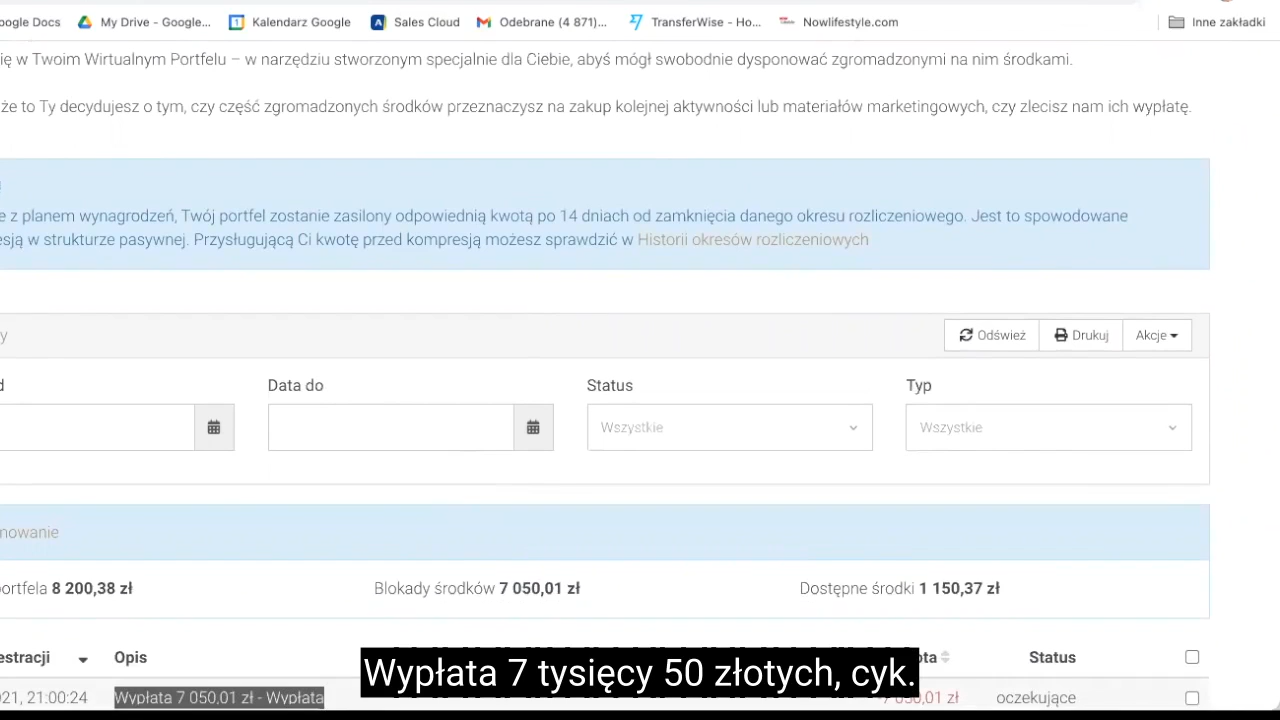 oogle Docs My Drive - Google... Kalendarz Google Sales Cloud Odebrane (4 871)... TransferWise - Ho... Nowlifestyle.com Inne zakładki
ię w Twoim Wirtualnym Portfelu – w narzędziu stworzonym specjalnie dla Ciebie, abyś mógł swobodnie dysponować zgromadzonymi na nim środkami.
że to Ty decydujesz o tym, czy część zgromadzonych środków przeznaczysz na zakup kolejnej aktywności lub materiałów marketingowych, czy zlecisz nam ich wypłatę.
e z planem wynagrodzeń, Twój portfel zostanie zasilony odpowiednią kwotą po 14 dniach od zamknięcia danego okresu rozliczeniowego. Jest to spowodowane
esją w strukturze pasywnej. Przysługującą Ci kwotę przed kompresją możesz sprawdzić w Historii okresów rozliczeniowych
y Odśwież Drukuj Akcje
d Data do Status Typ
Wszystkie Wszystkie
mowanie
ortfela 8 200,38 zł Blokady środków 7 050,01 zł Dostępne środki 1 150,37 zł
estracji Opis ota Status
Wypłata 7 tysięcy 50 złotych, cyk.
021, 21:00:24 Wypłata 7 050,01 zł - Wypłata -7 050,01 zł oczekujące